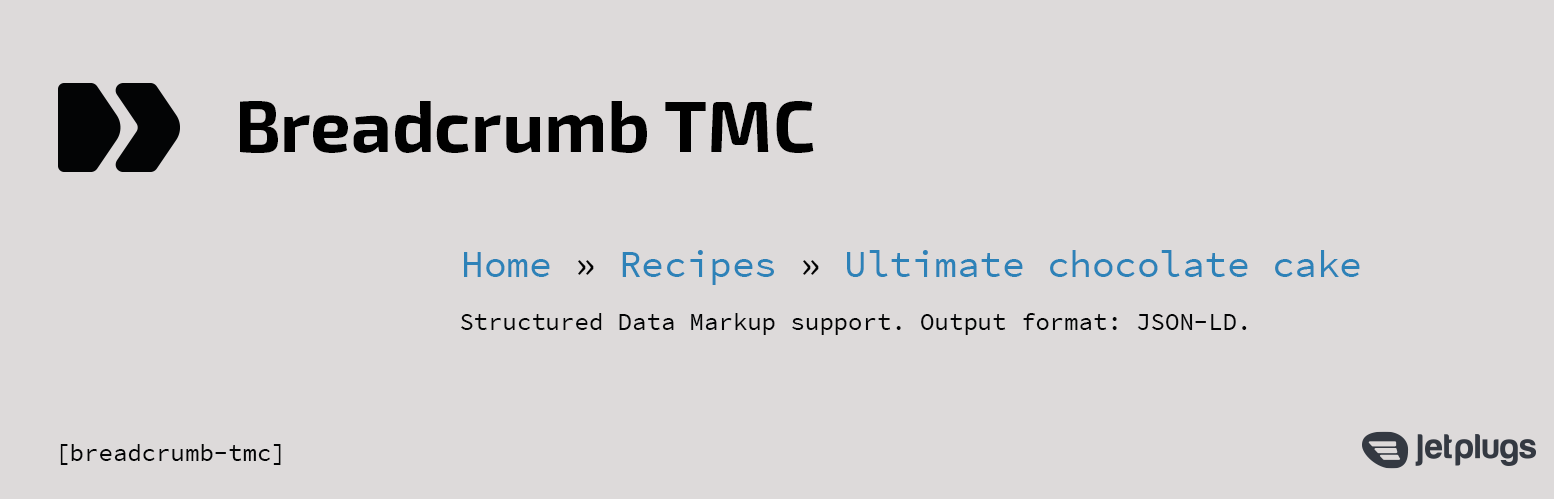 Breadcrumb TMC
Home » Recipes » Ultimate chocolate cake
Structured Data Markup support. Output format: JSON-LD.
[breadcrumb-tmc]
jetplugs